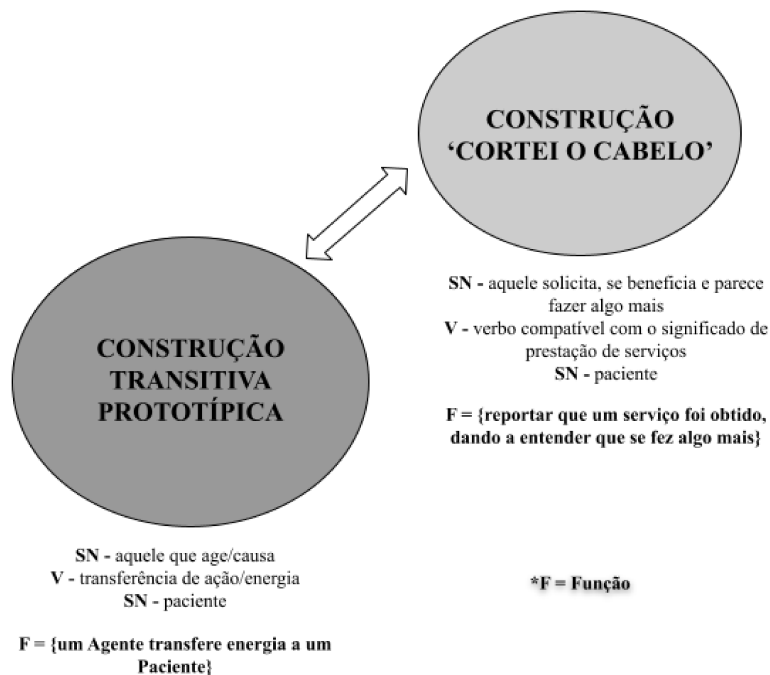 CONSTRUÇÃO
‘CORTEI O CABELO’
SN - aquele solicita, se beneficia e parece
fazer algo mais
V - verbo compatível com o significado de
prestação de serviços
SN - paciente
F = {reportar que um serviço foi obtido,
dando a entender que se fez algo mais}
CONSTRUÇÃO
TRANSITIVA
PROTOTÍPICA
SN - aquele que age/causa
V - transferência de ação/energia
SN - paciente
F = {um Agente transfere energia a um
Paciente}
*F = Função